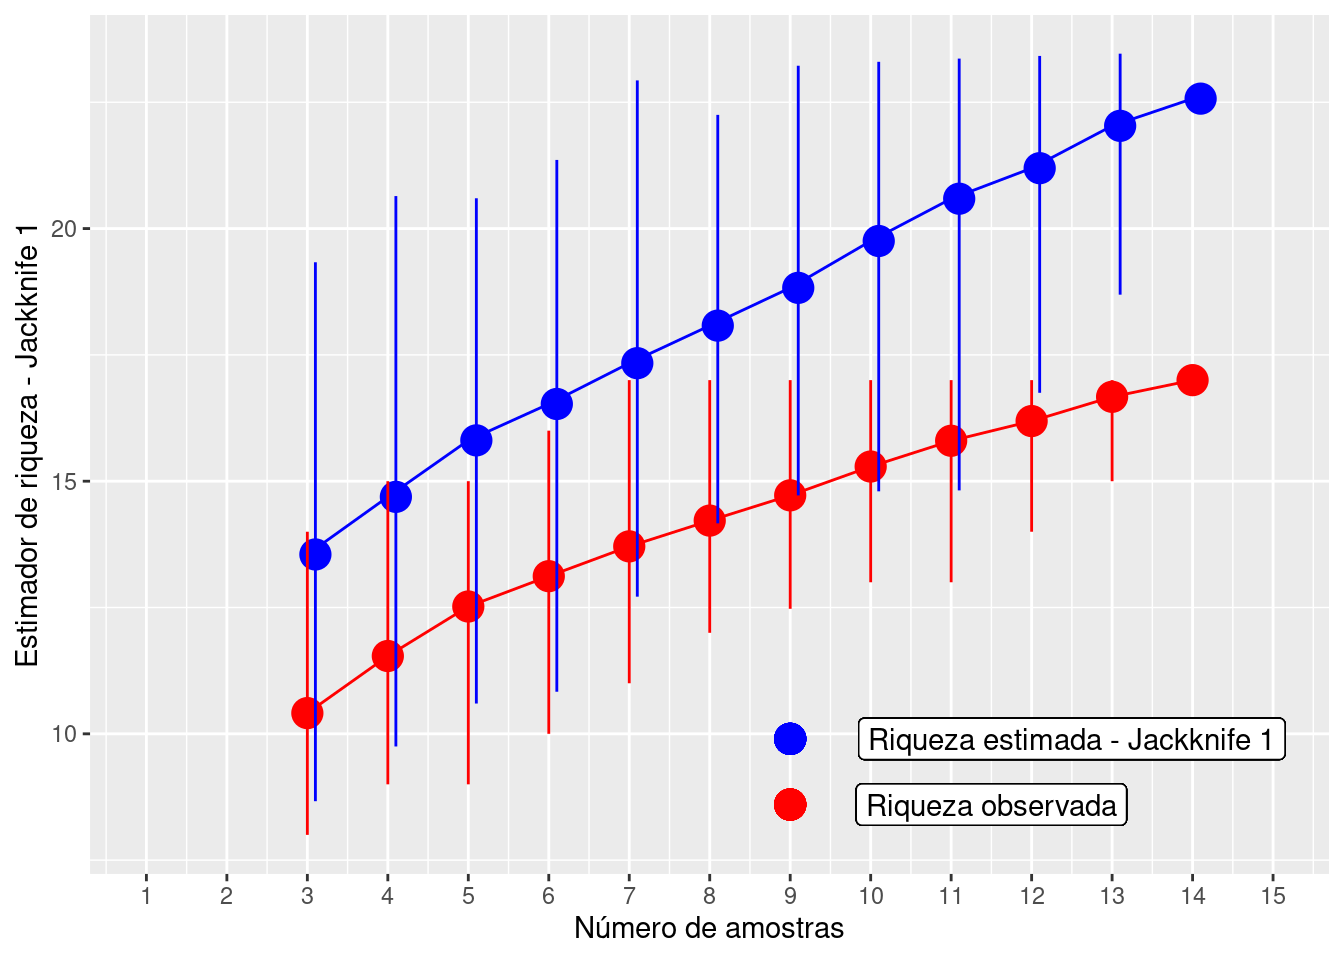 Estimador de riqueza - Jackknife 1
20
15
10
Riqueza estimada - Jackknife 1
Riqueza observada
1 2 3 4 5 6 7 8 9 10 11 12 13 14 15
Número de amostras